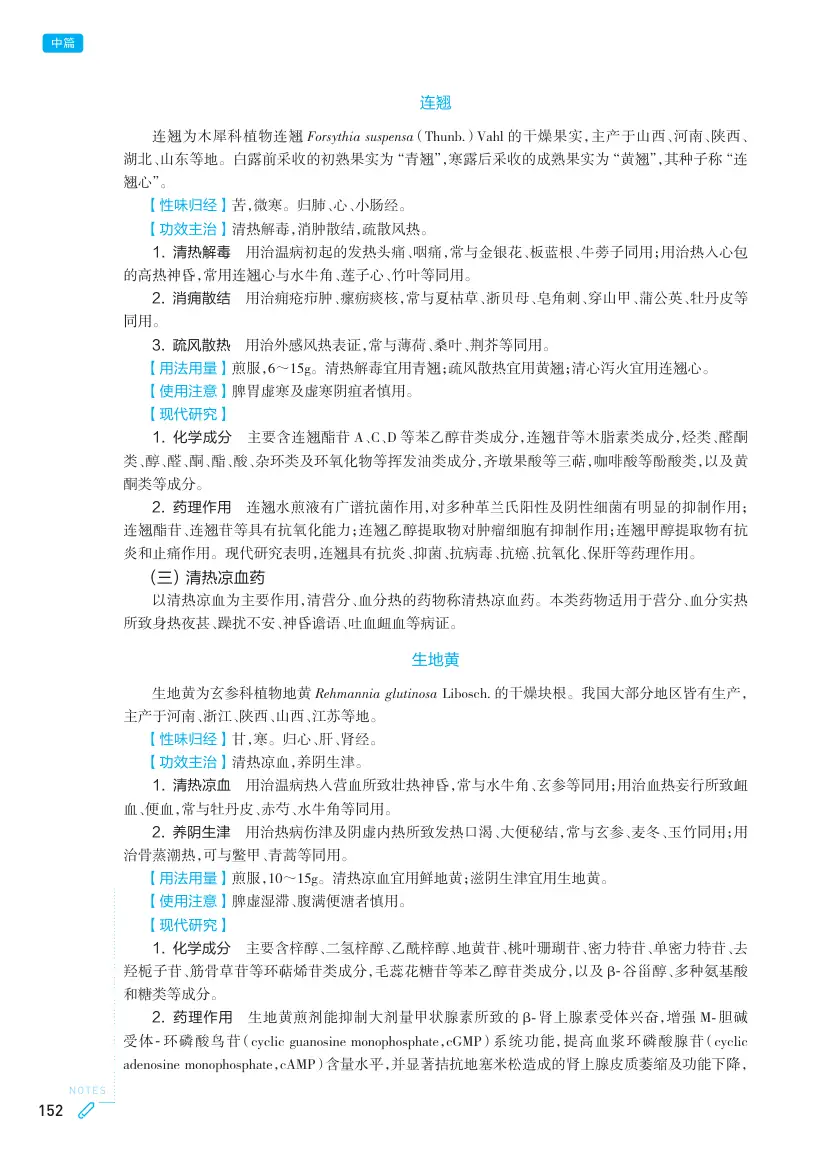 中篇
连翘
连翘为木犀科植物连翘 Forsythia suspensa（Thunb.）Vahl 的干燥果实，主产于山西、河南、陕西、
湖北、山东等地。白露前采收的初熟果实为“青翘”，寒露后采收的成熟果实为“黄翘”，其种子称“连
翘心”。
【性味归经】苦，微寒。归肺、心、小肠经。
【功效主治】清热解毒，消肿散结，疏散风热。
1. 清热解毒　用治温病初起的发热头痛、咽痛，常与金银花、板蓝根、牛蒡子同用；用治热入心包
的高热神昏，常用连翘心与水牛角、莲子心、竹叶等同用。
2. 消痈散结　用治痈疮疖肿、瘰疬痰核，常与夏枯草、浙贝母、皂角刺、穿山甲、蒲公英、牡丹皮等
同用。
3. 疏风散热　用治外感风热表证，常与薄荷、桑叶、荆芥等同用。
【用法用量】煎服，6～15g。清热解毒宜用青翘；疏风散热宜用黄翘；清心泻火宜用连翘心。
【使用注意】脾胃虚寒及虚寒阴疽者慎用。
【现代研究】
1. 化学成分　主要含连翘酯苷 A、C、D 等苯乙醇苷类成分，连翘苷等木脂素类成分，烃类、醛酮
类、醇、醛、酮、酯、酸、杂环类及环氧化物等挥发油类成分，齐墩果酸等三萜，咖啡酸等酚酸类，以及黄
酮类等成分。
2. 药理作用　连翘水煎液有广谱抗菌作用，对多种革兰氏阳性及阴性细菌有明显的抑制作用；
连翘酯苷、连翘苷等具有抗氧化能力；连翘乙醇提取物对肿瘤细胞有抑制作用；连翘甲醇提取物有抗
炎和止痛作用。现代研究表明，连翘具有抗炎、抑菌、抗病毒、抗癌、抗氧化、保肝等药理作用。
（三）清热凉血药
以清热凉血为主要作用，清营分、血分热的药物称清热凉血药。本类药物适用于营分、血分实热
所致身热夜甚、躁扰不安、神昏谵语、吐血衄血等病证。
生地黄
生地黄为玄参科植物地黄 Rehmannia glutinosa Libosch. 的干燥块根。我国大部分地区皆有生产，
主产于河南、浙江、陕西、山西、江苏等地。
【性味归经】甘，寒。归心、肝、肾经。
【功效主治】清热凉血，养阴生津。
1. 清热凉血　用治温病热入营血所致壮热神昏，常与水牛角、玄参等同用；用治血热妄行所致衄
血、便血，常与牡丹皮、赤芍、水牛角等同用。
2. 养阴生津　用治热病伤津及阴虚内热所致发热口渴、大便秘结，常与玄参、麦冬、玉竹同用；用
治骨蒸潮热，可与鳖甲、青蒿等同用。
【用法用量】煎服，10～15g。清热凉血宜用鲜地黄；滋阴生津宜用生地黄。
【使用注意】脾虚湿滞、腹满便溏者慎用。
【现代研究】
1. 化学成分　主要含梓醇、二氢梓醇、乙酰梓醇、地黄苷、桃叶珊瑚苷、密力特苷、单密力特苷、去
羟栀子苷、筋骨草苷等环萜烯苷类成分，毛蕊花糖苷等苯乙醇苷类成分，以及 β- 谷甾醇、多种氨基酸
和糖类等成分。
2. 药理作用　生地黄煎剂能抑制大剂量甲状腺素所致的 β- 肾上腺素受体兴奋，增强 M- 胆碱
受体 - 环磷酸鸟苷（cyclic guanosine monophosphate，cGMP）系统功能，提高血浆环磷酸腺苷（cyclic
adenosine monophosphate，cAMP）含量水平，并显著拮抗地塞米松造成的肾上腺皮质萎缩及功能下降，
NOTES
152